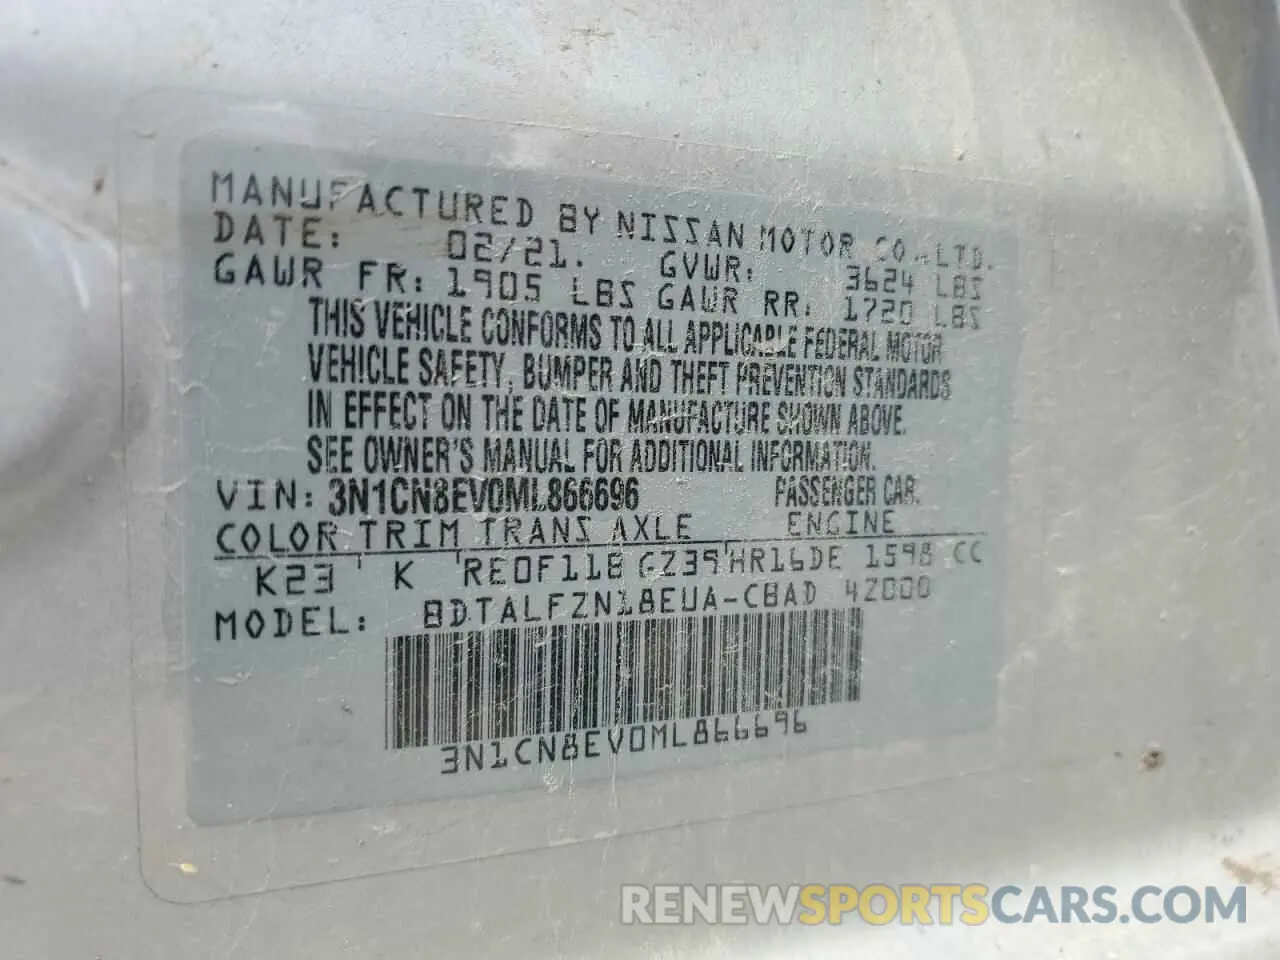 MANUFACTURED BY NISSAN MOTOR CO.,LTD.
DATE: 02/21. GVWR: 3624 LBS
GAWR FR: 1905 LBS GAWR RR: 1720 LBS
THIS VEHICLE CONFORMS TO ALL APPLICABLE FEDERAL MOTOR
VEHICLE SAFETY, BUMPER AND THEFT PREVENTION STANDARDS
IN EFFECT ON THE DATE OF MANUFACTURE SHOWN ABOVE.
SEE OWNER'S MANUAL FOR ADDITIONAL INFORMATION.
VIN: 3N1CN8EV0ML866696 PASSENGER CAR.
COLOR TRIM TRANS AXLE ENGINE
K23 K RE0F11B GZ39 HR16DE 1598 CC
MODEL: BDTALFZN18EUA-CBAD 42000
3N1CN8EV0ML866696
RENEWSPORTSCARS.COM